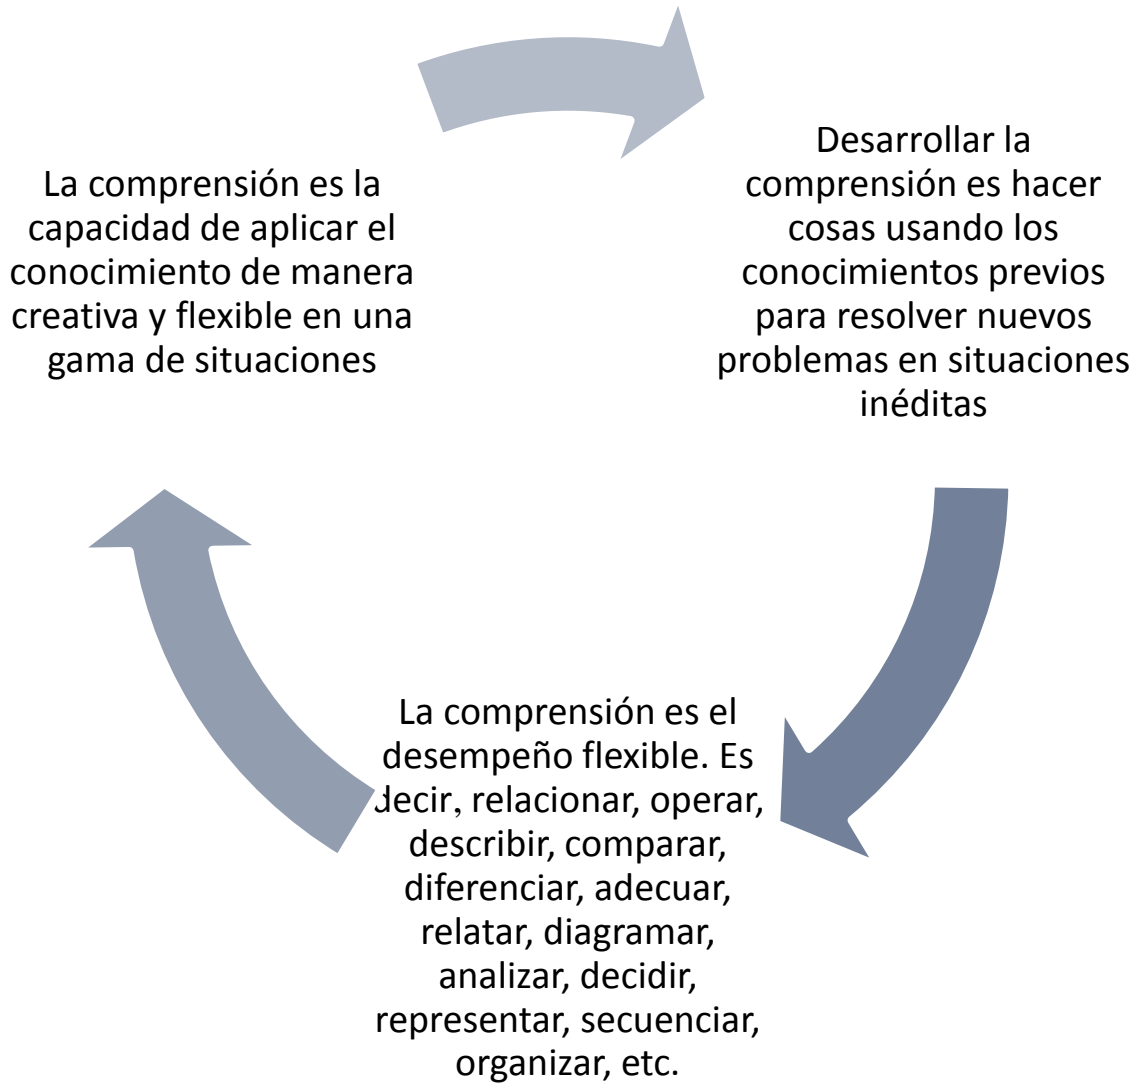 La comprensión es la
capacidad de aplicar el
conocimiento de manera
creativa y flexible en una
gama de situaciones
Desarrollar la
comprensión es hacer
cosas usando los
conocimientos previos
para resolver nuevos
problemas en situaciones
inéditas
La comprensión es el
desempeño flexible. Es
decir, relacionar, operar,
describir, comparar,
diferenciar, adecuar,
relatar, diagramar,
analizar, decidir,
representar, secuenciar,
organizar, etc.